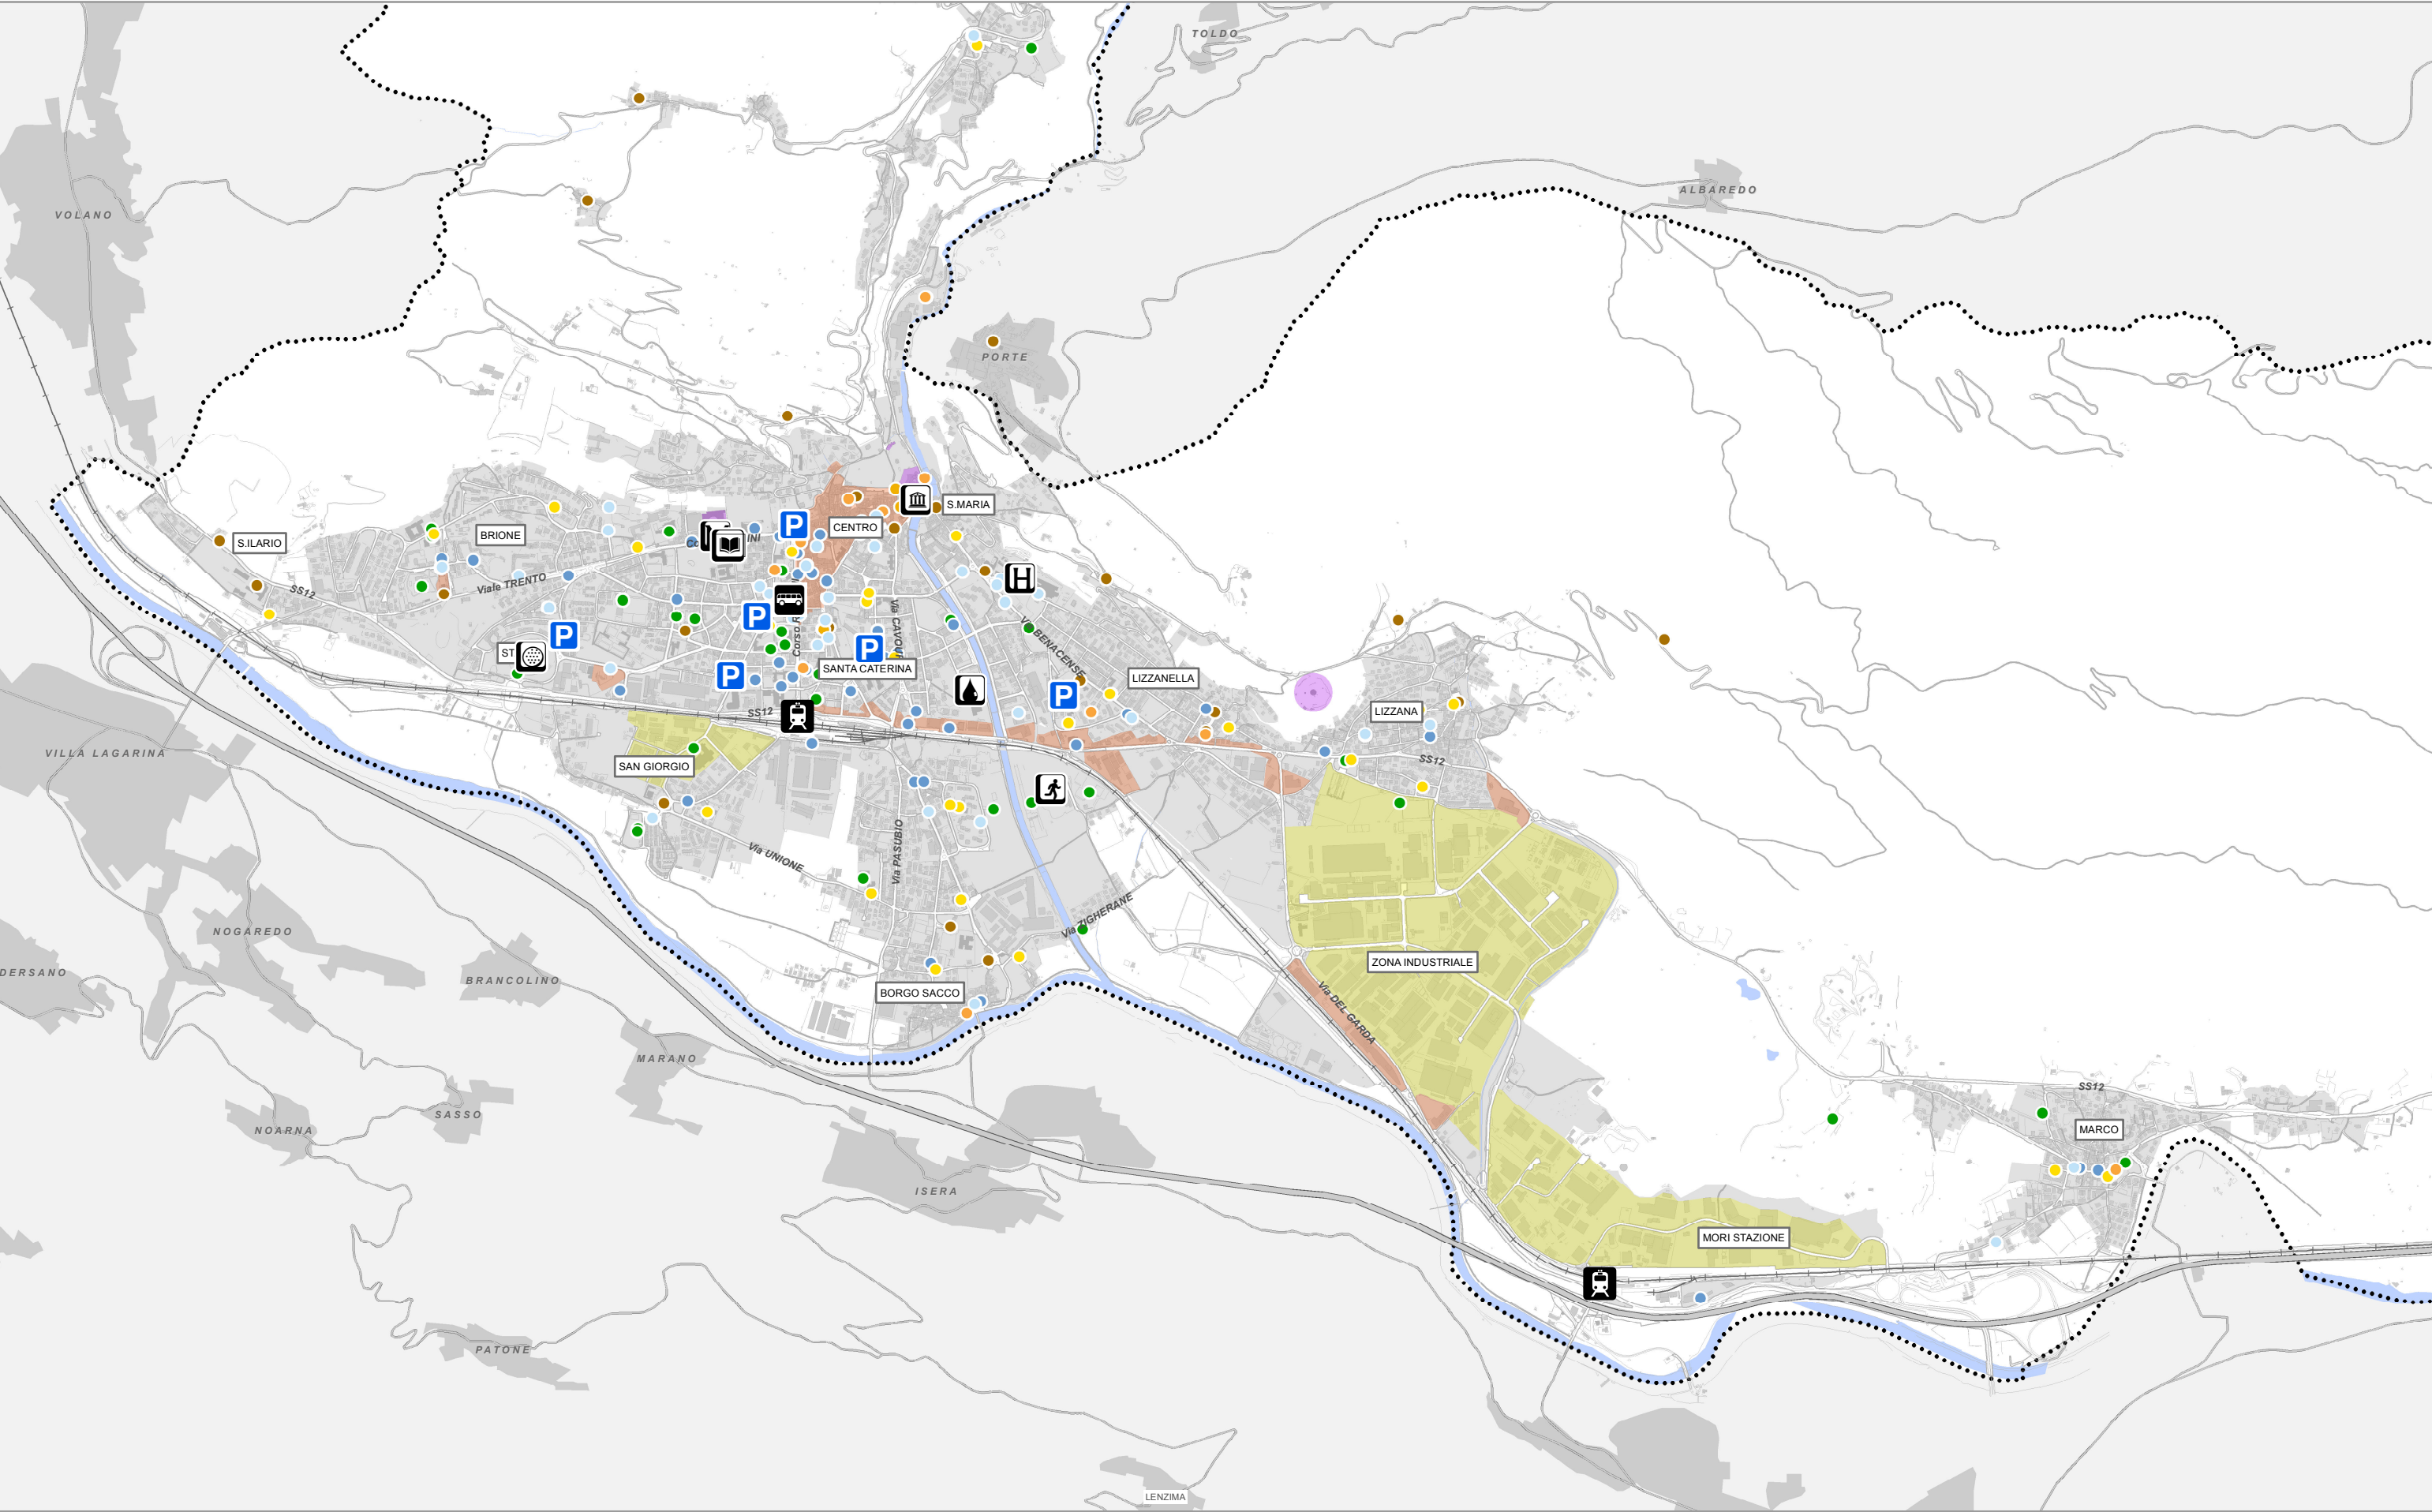 TOLDO
ALBAREDO
VOLANO
PORTE
S.MARIA
CENTRO
BRIONE
S.ILARIO
P
H
Viale TRENTO
SS12
P
P
Via CAVOUR
Via BENACENSE
ST
P
SANTA CATERINA
P
P
LIZZANELLA
LIZZANA
SS12
SS12
VILLA LAGARINA
SAN GIORGIO
Via UNIONE
Via PASUBIO
Via ZIGHERANE
NOGAREDO
DERSANO
BRANCOLINO
ZONA INDUSTRIALE
BORGO SACCO
Via DEL GARDA
MARANO
SASSO
NOARNA
SS12
MARCO
ISERA
MORI STAZIONE
PATONE
LENZIMA